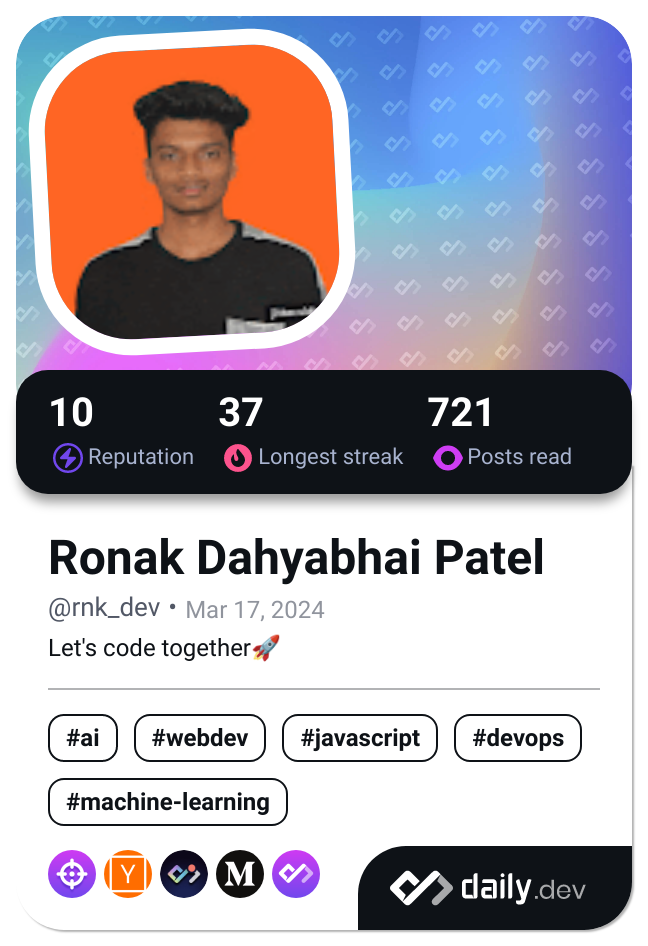 10 37 721
Reputation Longest streak Posts read
Ronak Dahyabhai Patel
@rnk_dev • Mar 17, 2024
Let's code together🚀
#ai #webdev #javascript #devops
#machine-learning
Y M daily.dev